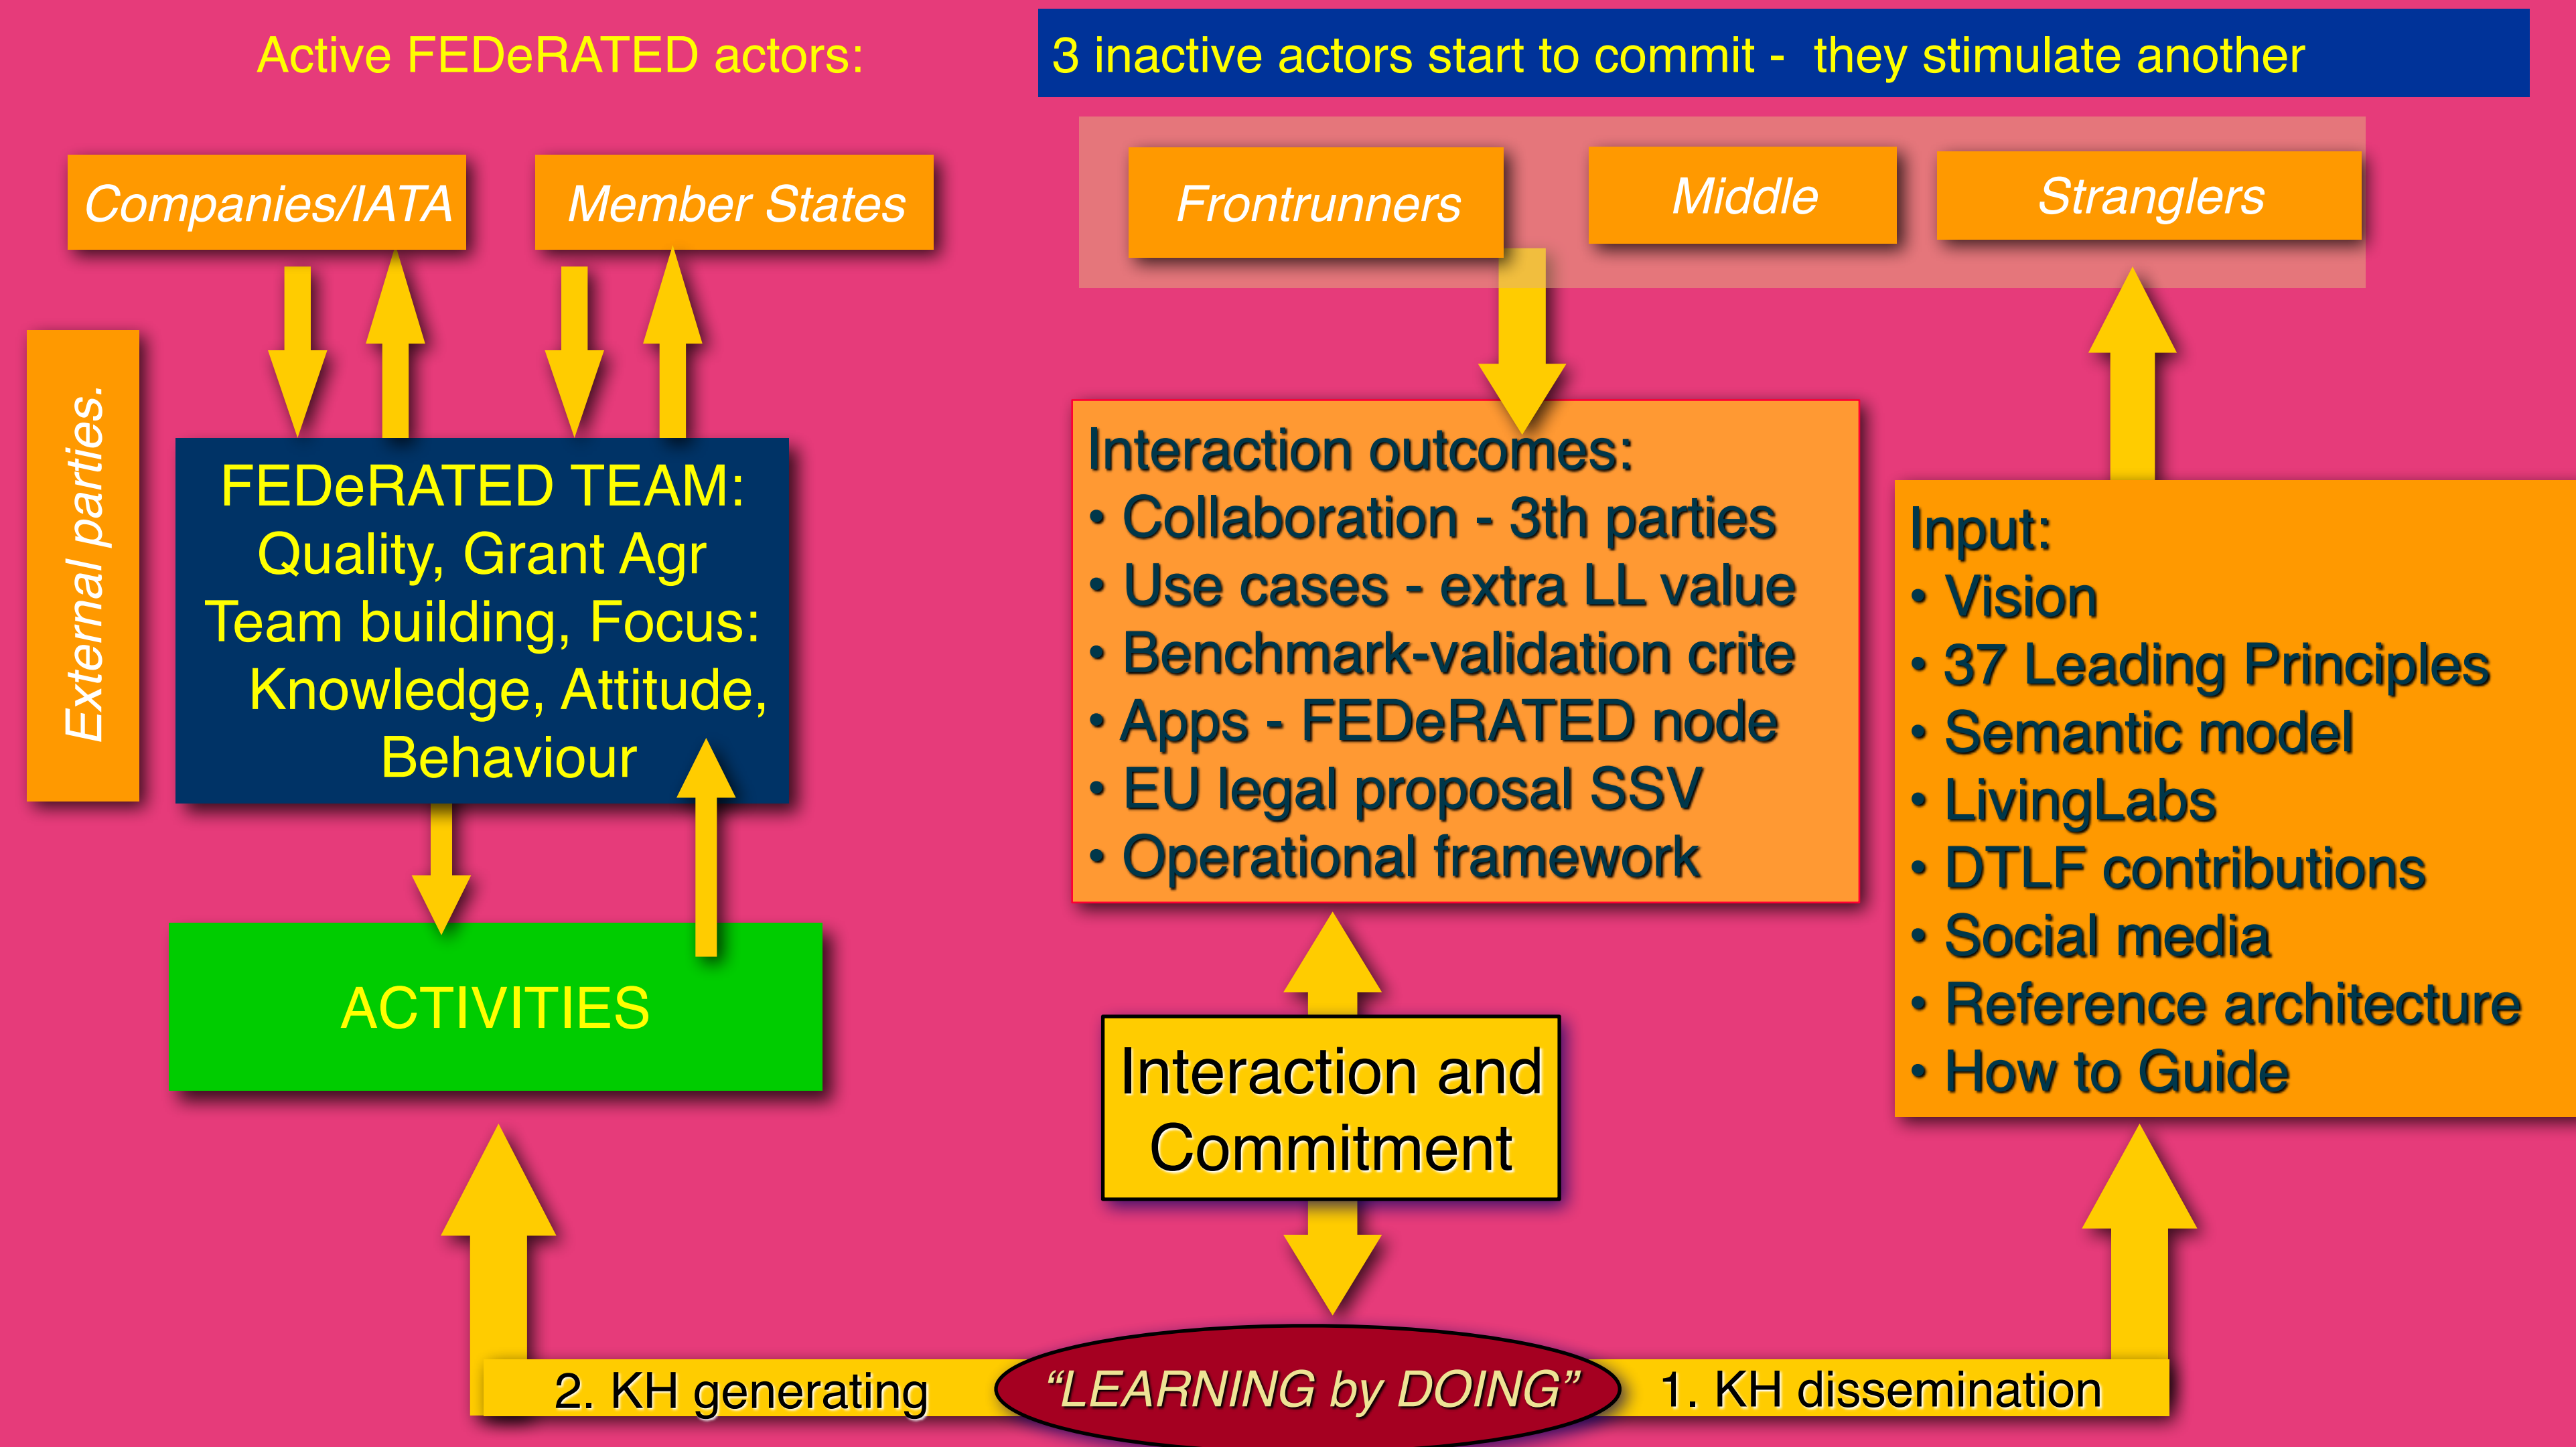 Active FEDeRATED actors:
3 inactive actors start to commit - they stimulate another
Companies/IATA
Member States
Frontrunners
Middle
Stranglers
External parties.
FEDeRATED TEAM:
Quality, Grant Agr
Team building, Focus:
Knowledge, Attitude,
Behaviour
ACTIVITIES
Interaction outcomes:
• Collaboration - 3th parties
• Use cases - extra LL value
• Benchmark-validation crite
• Apps - FEDeRATED node
• EU legal proposal SSV
• Operational framework
Input:
• Vision
• 37 Leading Principles
• Semantic model
• LivingLabs
• DTLF contributions
• Social media
• Reference architecture
• How to Guide
Interaction and
Commitment
2. KH generating
“LEARNING by DOING”
1. KH dissemination